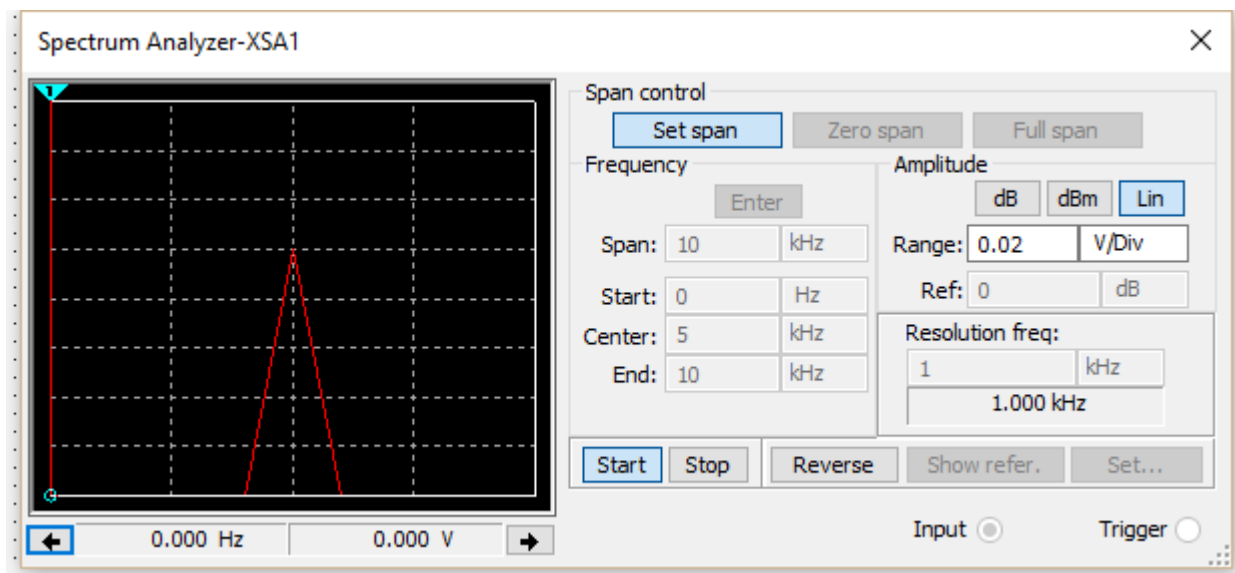 Spectrum Analyzer-XSA1
1
Span control
Set span Zero span Full span
Frequency
Enter
Span: 10 kHz
Start: 0 Hz
Center: 5 kHz
End: 10 kHz
Amplitude
dB dBm Lin
Range: 0.02 V/Div
Ref: 0 dB
Resolution freq:
1 kHz
1.000 kHz
Start Stop Reverse Show refer. Set...
0.000 Hz 0.000 V
Input Trigger